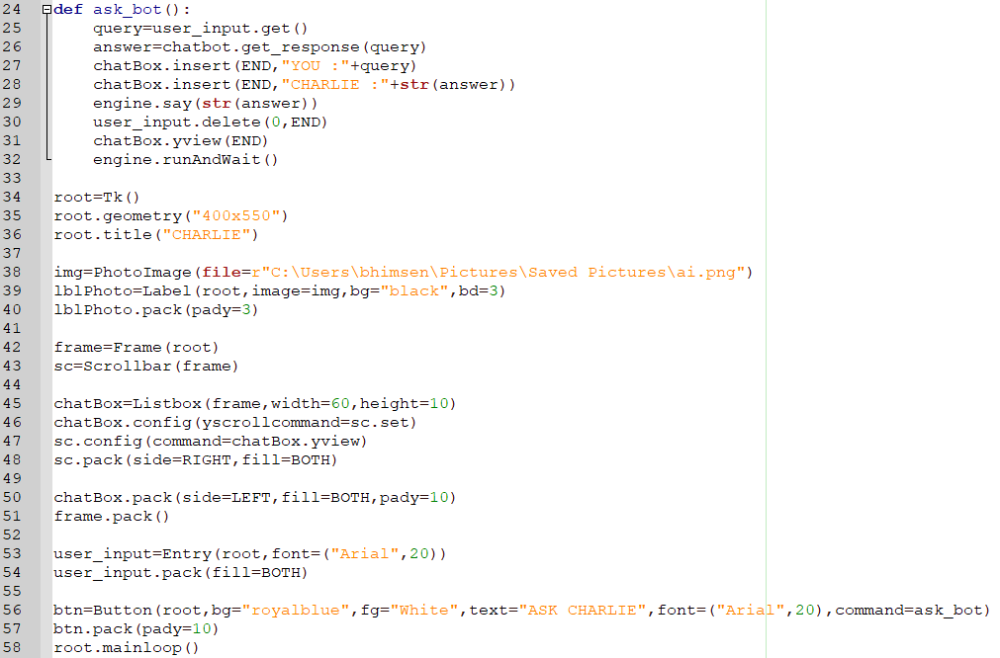 24 def ask_bot():
25     query=user_input.get()
26     answer=chatbot.get_response(query)
27     chatBox.insert(END,"YOU :"+query)
28     chatBox.insert(END,"CHARLIE :"+str(answer))
29     engine.say(str(answer))
30     user_input.delete(0,END)
31     chatBox.yview(END)
32     engine.runAndWait()
33
34 root=Tk()
35 root.geometry("400x550")
36 root.title("CHARLIE")
37
38 img=PhotoImage(file=r"C:\Users\bhimsen\Pictures\Saved Pictures\ai.png")
39 lblPhoto=Label(root,image=img,bg="black",bd=3)
40 lblPhoto.pack(pady=3)
41
42 frame=Frame(root)
43 sc=Scrollbar(frame)
44
45 chatBox=Listbox(frame,width=60,height=10)
46 chatBox.config(yscrollcommand=sc.set)
47 sc.config(command=chatBox.yview)
48 sc.pack(side=RIGHT,fill=BOTH)
49
50 chatBox.pack(side=LEFT,fill=BOTH,pady=10)
51 frame.pack()
52
53 user_input=Entry(root,font=("Arial",20))
54 user_input.pack(fill=BOTH)
55
56 btn=Button(root,bg="royalblue",fg="White",text="ASK CHARLIE",font=("Arial",20),command=ask_bot)
57 btn.pack(pady=10)
58 root.mainloop()